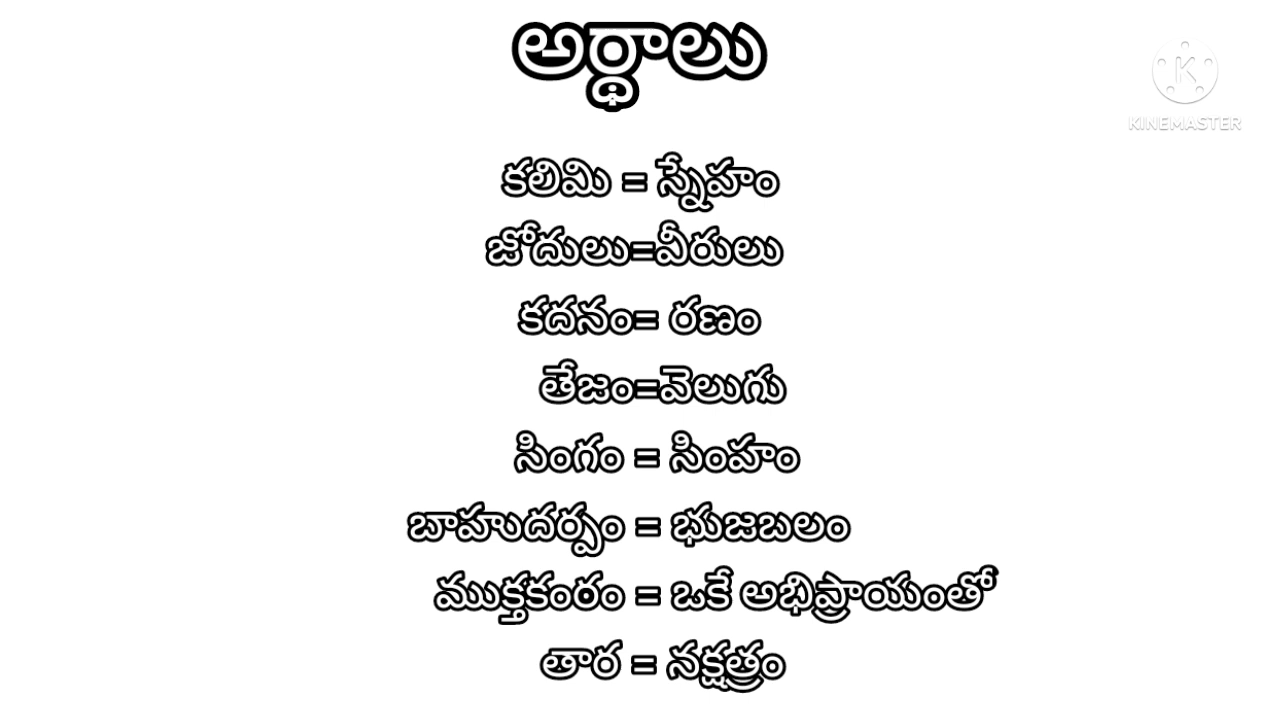 అర్థాలు
KINEMASTER
కలిమి = స్నేహం
జోదులు=వీరులు
కదనం= రణం
తేజం=వెలుగు
సింగం = సింహం
బాహుదర్పం = భుజబలం
ముక్తకంఠం = ఒకే అభిప్రాయంతో
తార = నక్షత్రం